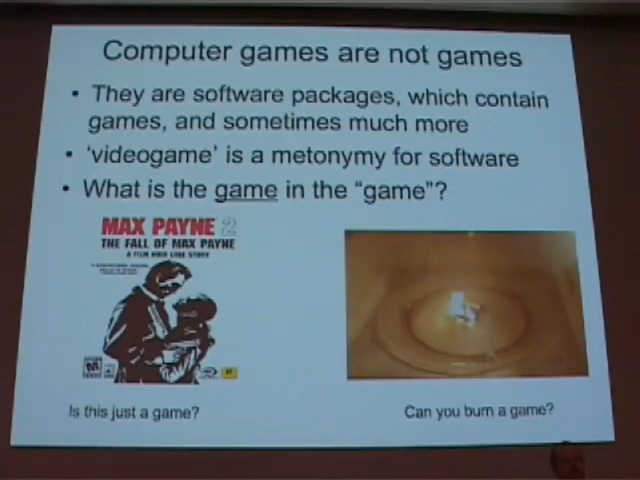 Computer games are not games
• They are software packages, which contain
games, and sometimes much more
• 'videogame' is a metonymy for software
• What is the game in the "game"?
MAX PAYNE 2
THE FALL OF MAX PAYNE
A FILM NOIR LOVE STORY
Is this just a game?
Can you burn a game?